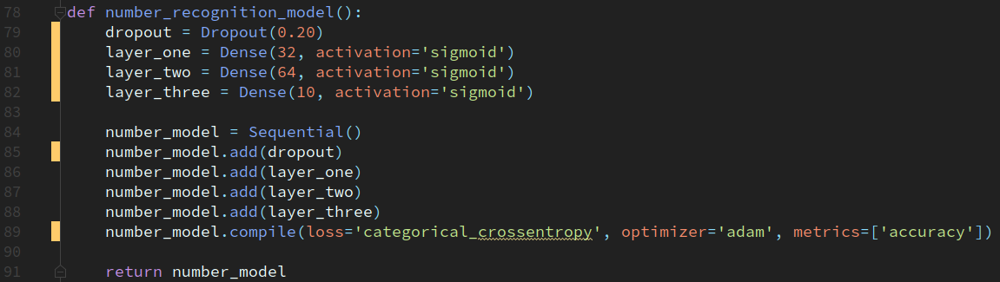 78 def number_recognition_model():
79     dropout = Dropout(0.20)
80     layer_one = Dense(32, activation='sigmoid')
81     layer_two = Dense(64, activation='sigmoid')
82     layer_three = Dense(10, activation='sigmoid')
83
84     number_model = Sequential()
85     number_model.add(dropout)
86     number_model.add(layer_one)
87     number_model.add(layer_two)
88     number_model.add(layer_three)
89     number_model.compile(loss='categorical_crossentropy', optimizer='adam', metrics=['accuracy'])
90
91     return number_model